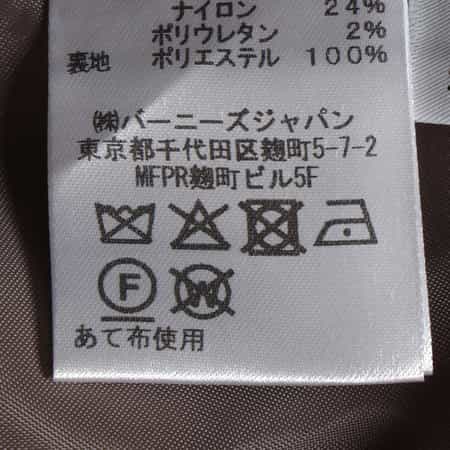 ナイロン 24%
ポリウレタン 2%
裏地 ポリエステル 100%
㈱バーニーズジャパン
東京都千代田区麹町5-7-2
MFPR麹町ビル5F
F W
あて布使用